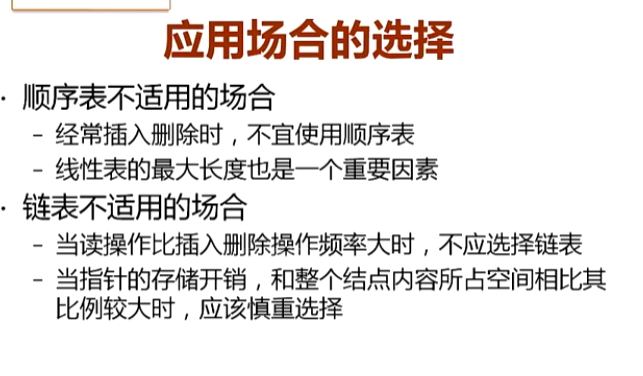 应用场合的选择
· 顺序表不适用的场合
– 经常插入删除时，不宜使用顺序表
– 线性表的最大长度也是一个重要因素
· 链表不适用的场合
– 当读操作比插入删除操作频率大时，不应选择链表
– 当指针的存储开销，和整个结点内容所占空间相比其
比例较大时，应该慎重选择